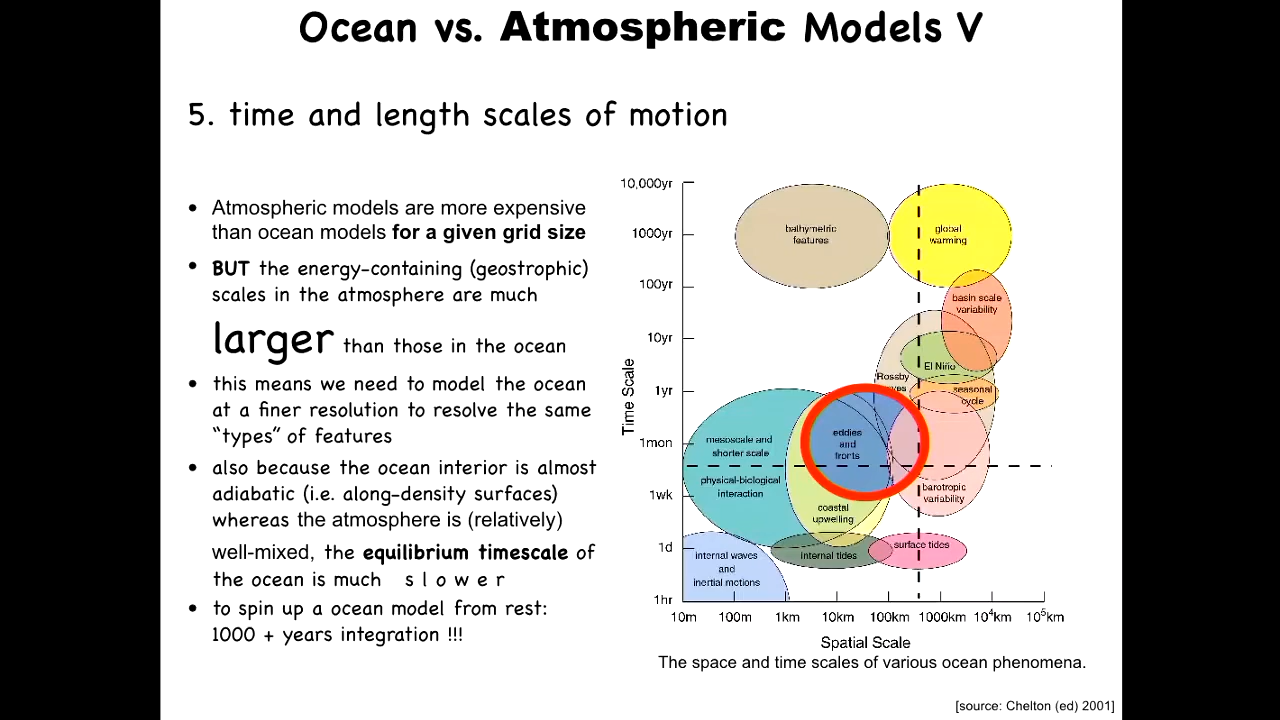 Ocean vs. Atmospheric Models V
5. time and length scales of motion
• Atmospheric models are more expensive
than ocean models for a given grid size
• BUT the energy-containing (geostrophic)
scales in the atmosphere are much
larger than those in the ocean
• this means we need to model the ocean
at a finer resolution to resolve the same
“types” of features
• also because the ocean interior is almost
adiabatic (i.e. along-density surfaces)
whereas the atmosphere is (relatively)
well-mixed, the equilibrium timescale of
the ocean is much s l o w e r
• to spin up a ocean model from rest:
1000 + years integration !!!
Time Scale
10,000yr
1000yr
100yr
10yr
1yr
1mon
1wk
1d
1hr
bathymetric
features
global
warming
basin scale
variability
El Niño
Rossby
seasonal
cycle
eddies
and
fronts
mesoscale and
shorter scale
physical-biological
interaction
barotropic
variability
coastal
upwelling
internal waves
and
inertial motions
internal tides
surface tides
10m 100m 1km 10km 100km 1000km 10⁴km 10⁵km
Spatial Scale
The space and time scales of various ocean phenomena.
[source: Chelton (ed) 2001]